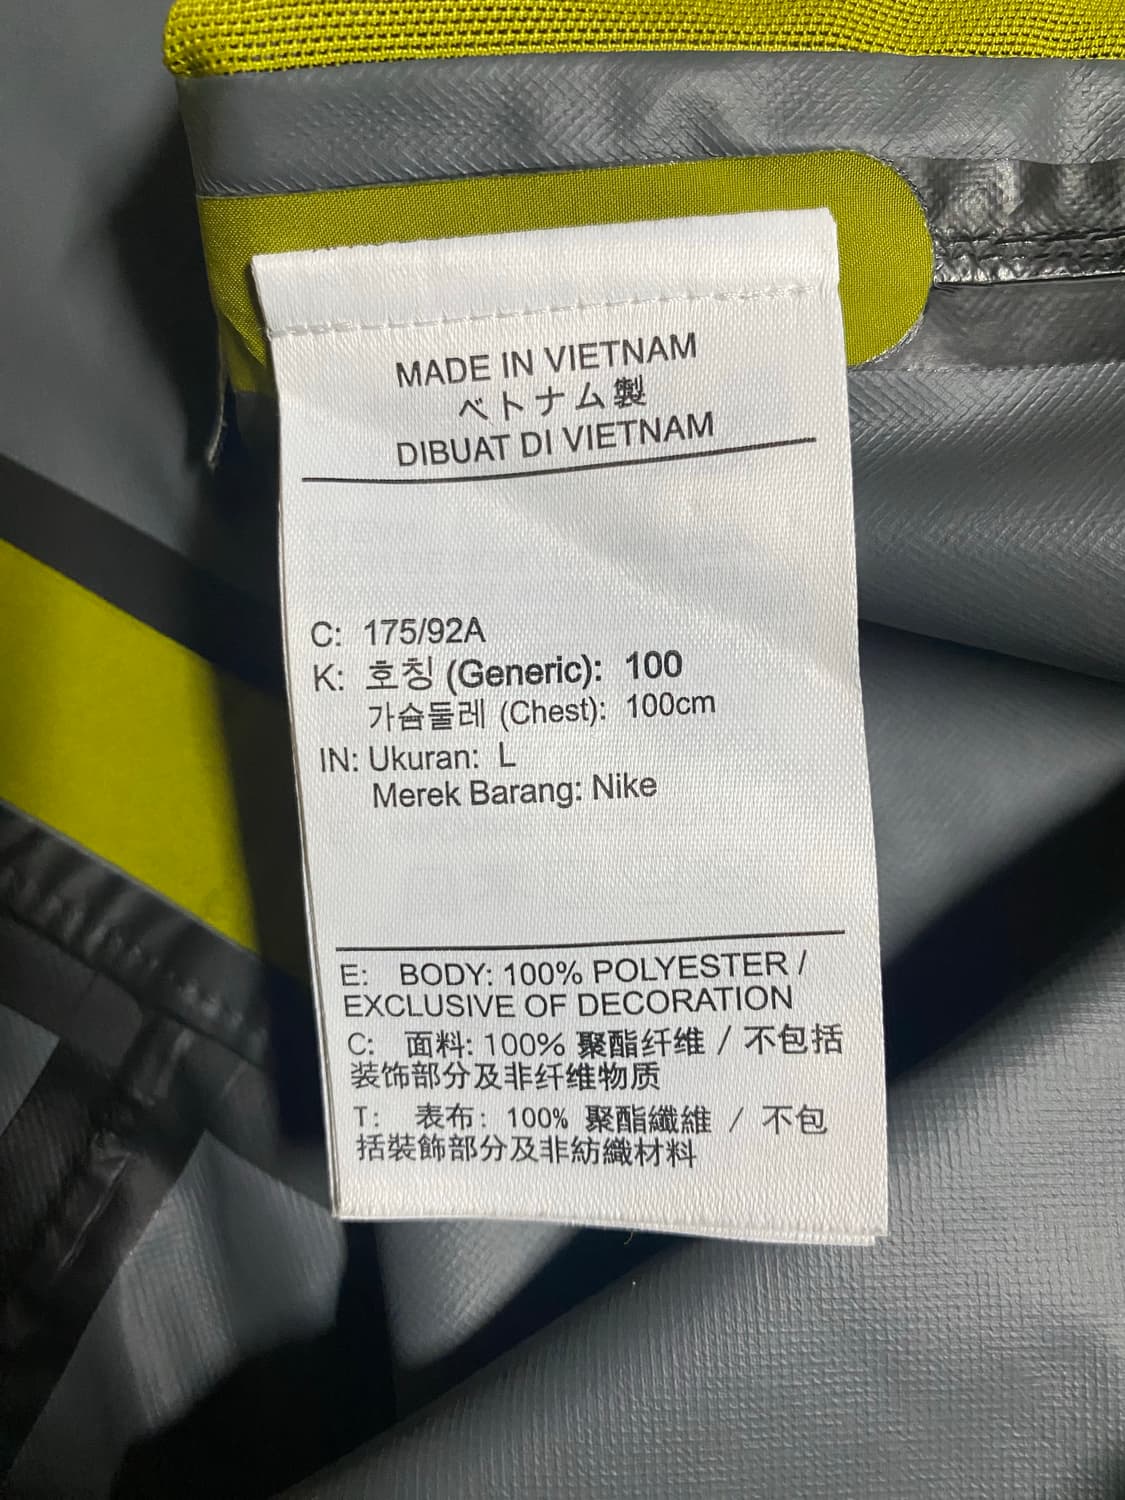 MADE IN VIETNAM
ベトナム製
DIBUAT DI VIETNAM
C: 175/92A
K: 호칭 (Generic): 100
가슴둘레 (Chest): 100cm
IN: Ukuran: L
Merek Barang: Nike
E: BODY: 100% POLYESTER /
EXCLUSIVE OF DECORATION
C: 面料: 100% 聚酯纤维 / 不包括
装饰部分及非纤维物质
T: 表布: 100% 聚酯纖維 / 不包
括裝飾部分及非紡織材料